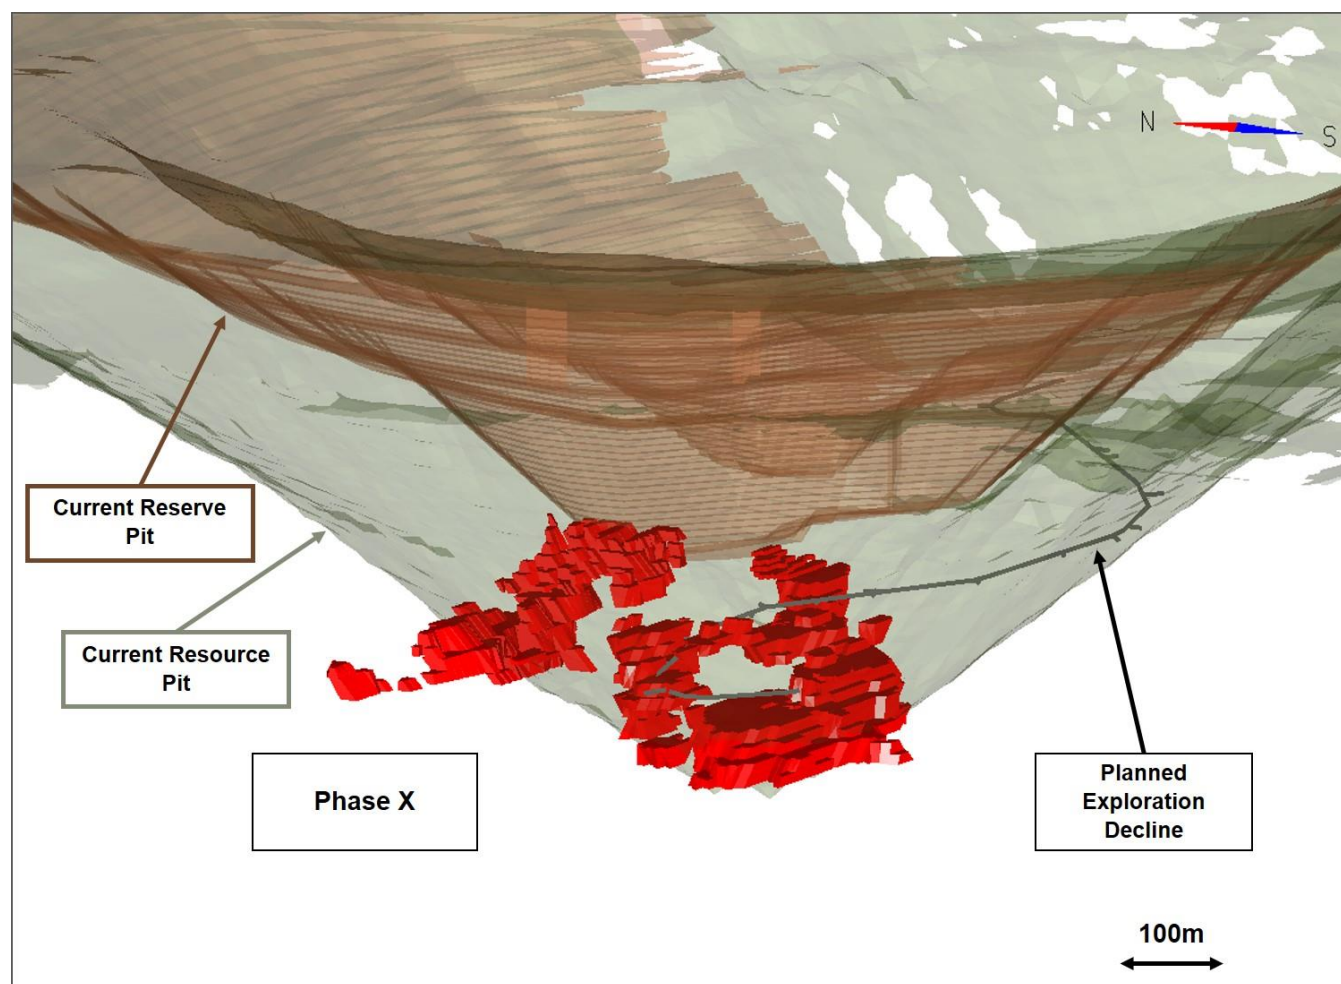 N
S
Current Reserve
Pit
Current Resource
Pit
Phase X
Planned
Exploration
Decline
100m